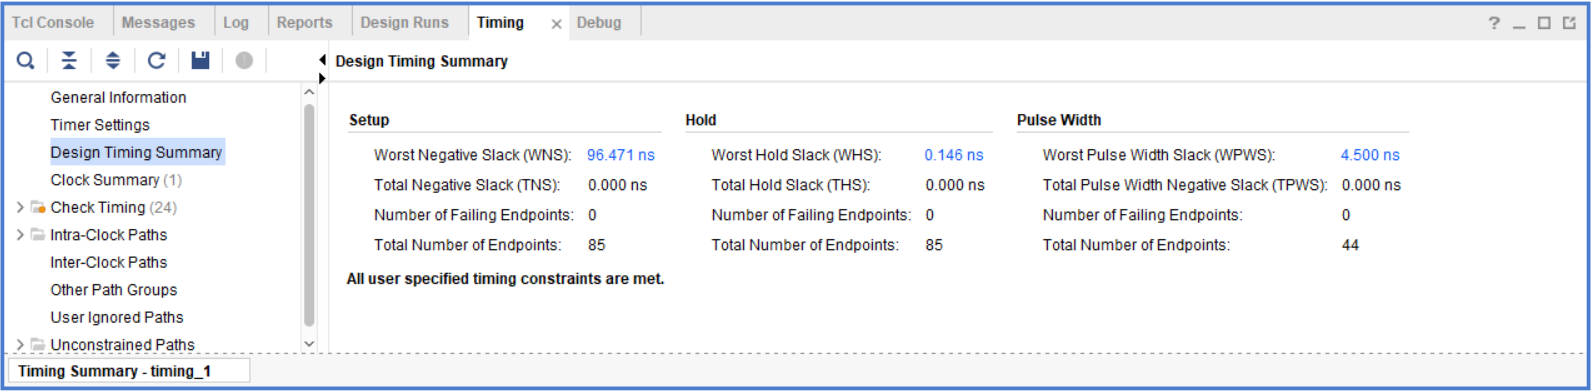 Tcl Console Messages Log Reports Design Runs Timing × Debug ? _
Design Timing Summary
General Information
Timer Settings
Design Timing Summary
Clock Summary (1)
> Check Timing (24)
> Intra-Clock Paths
Inter-Clock Paths
Other Path Groups
User Ignored Paths
> Unconstrained Paths
Setup Hold Pulse Width
Worst Negative Slack (WNS): 96.471 ns Worst Hold Slack (WHS): 0.146 ns Worst Pulse Width Slack (WPWS): 4.500 ns
Total Negative Slack (TNS): 0.000 ns Total Hold Slack (THS): 0.000 ns Total Pulse Width Negative Slack (TPWS): 0.000 ns
Number of Failing Endpoints: 0 Number of Failing Endpoints: 0 Number of Failing Endpoints: 0
Total Number of Endpoints: 85 Total Number of Endpoints: 85 Total Number of Endpoints: 44
All user specified timing constraints are met.
Timing Summary - timing_1